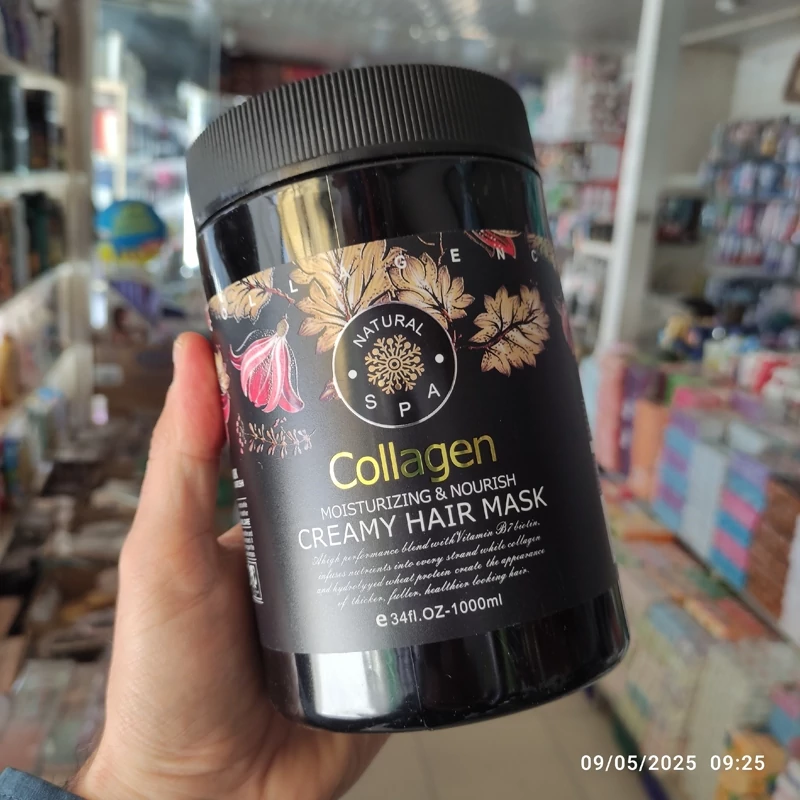 LLAGENC
NATURAL
SPA
Collagen
MOISTURIZING & NOURISH
CREAMY HAIR MASK
A high performance blend with Vitamin B7 biotin,
infuses nutrients into every strand while collagen
and hydrolyyed wheat protein create the appearance
of thicker, fuller, healthier looking hair.
e 34fl.OZ-1000ml
09/05/2025 09:25